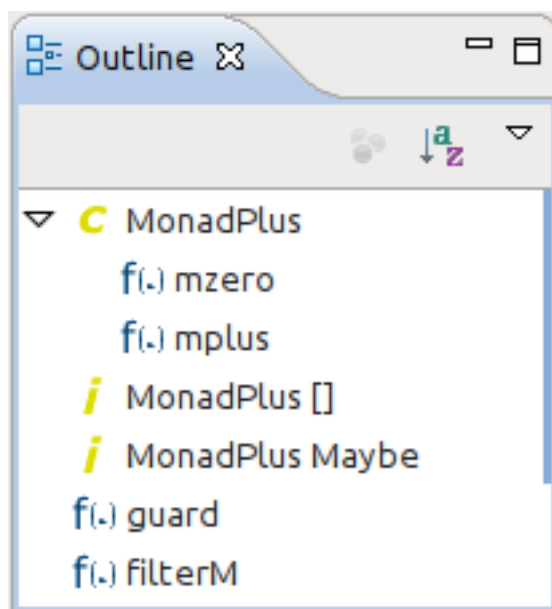 Outline
a
z
C MonadPlus
f(.) mzero
f(.) mplus
i MonadPlus []
i MonadPlus Maybe
f(.) guard
f(.) filterM